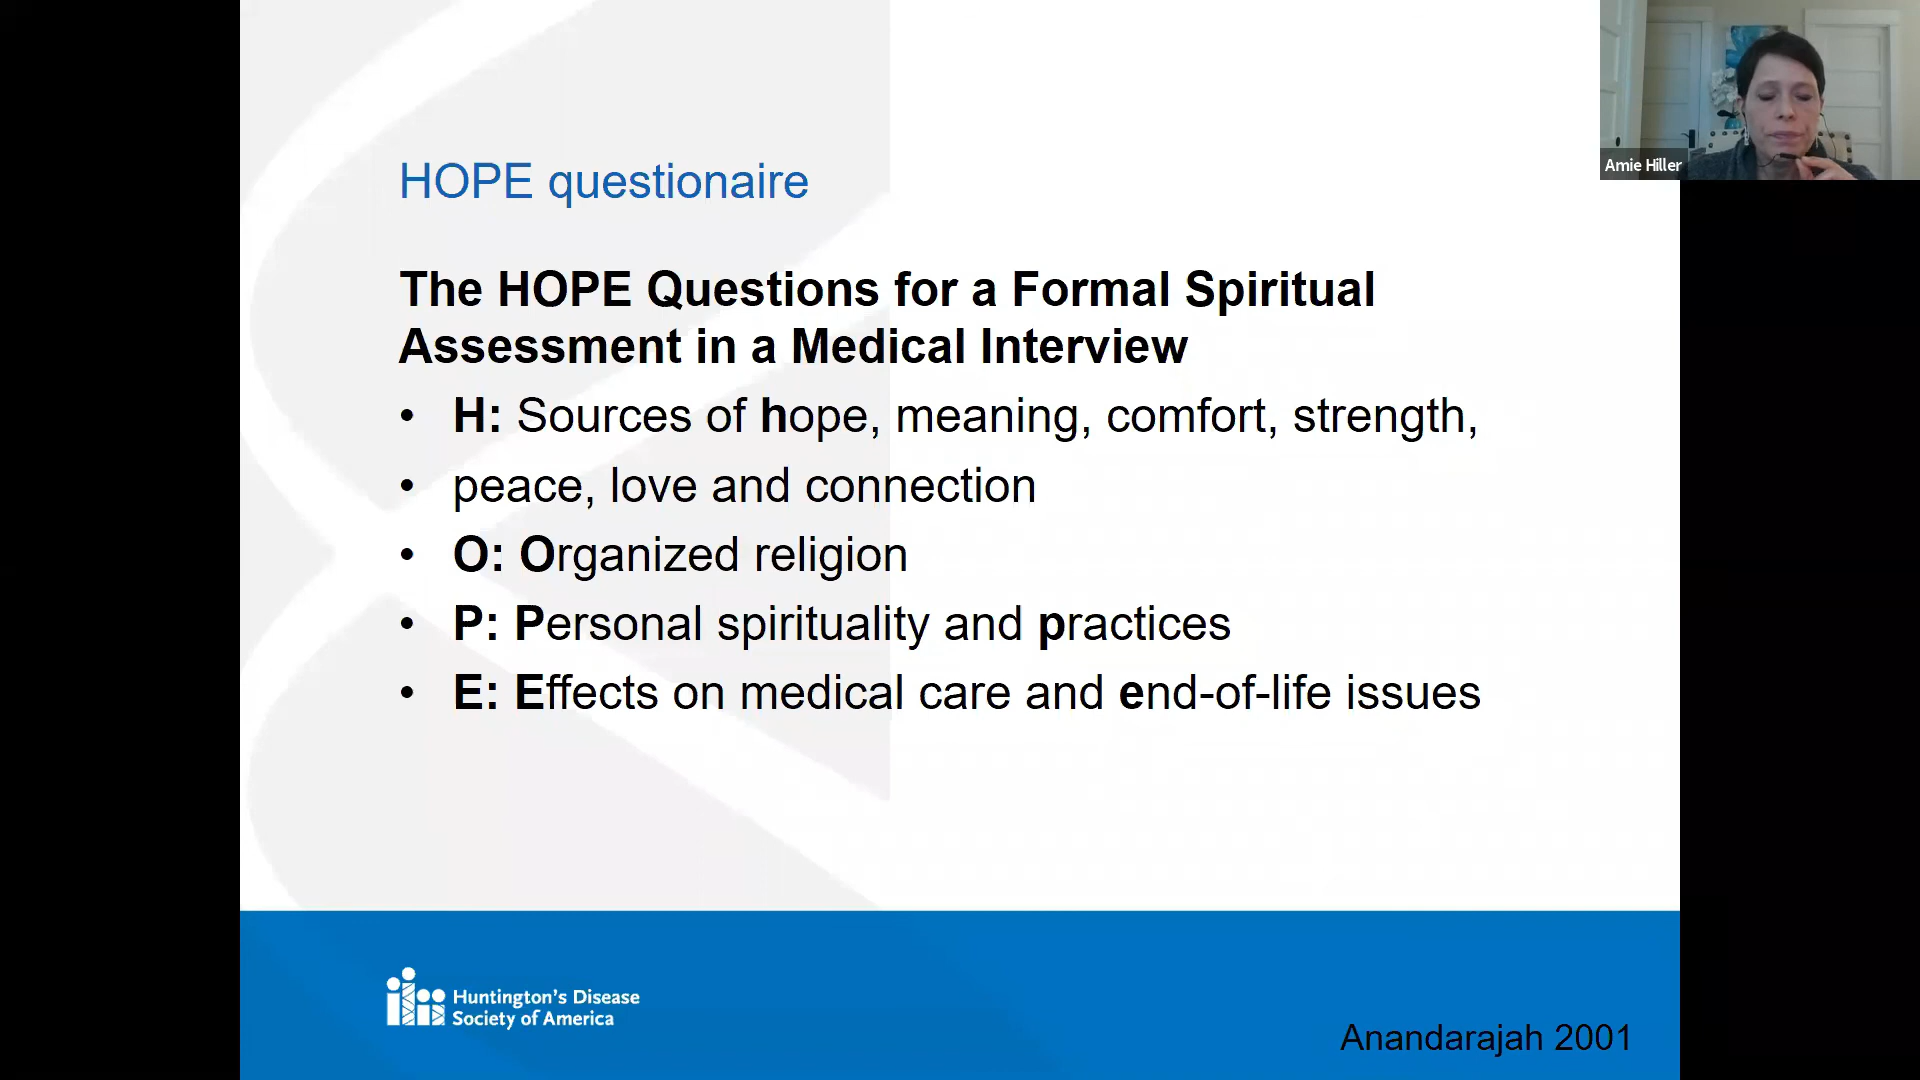 Amie Hiller
HOPE questionaire
The HOPE Questions for a Formal Spiritual
Assessment in a Medical Interview
• H: Sources of hope, meaning, comfort, strength,
• peace, love and connection
• O: Organized religion
• P: Personal spirituality and practices
• E: Effects on medical care and end-of-life issues
Huntington's Disease
Society of America
Anandarajah 2001